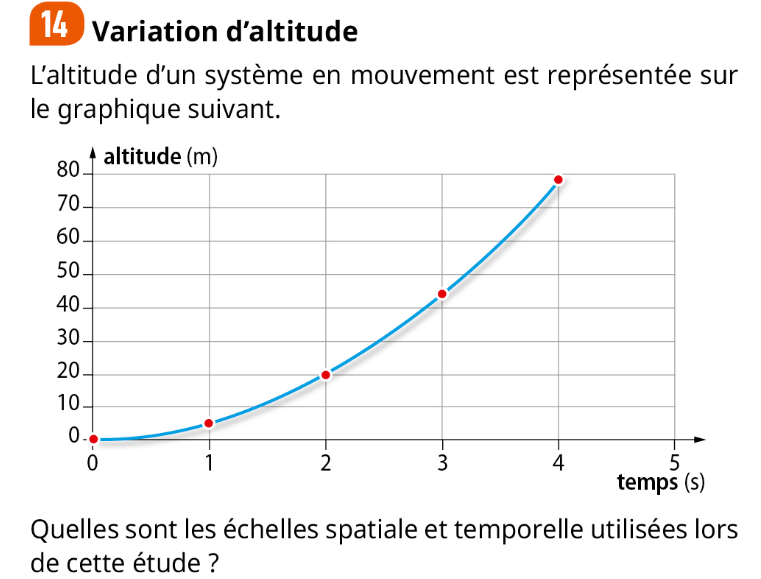 14 Variation d'altitude
L'altitude d'un système en mouvement est représentée sur
le graphique suivant.
altitude (m)
80
70
60
50
40
30
20
10
0
0 1 2 3 4 5
temps (s)
Quelles sont les échelles spatiale et temporelle utilisées lors
de cette étude ?